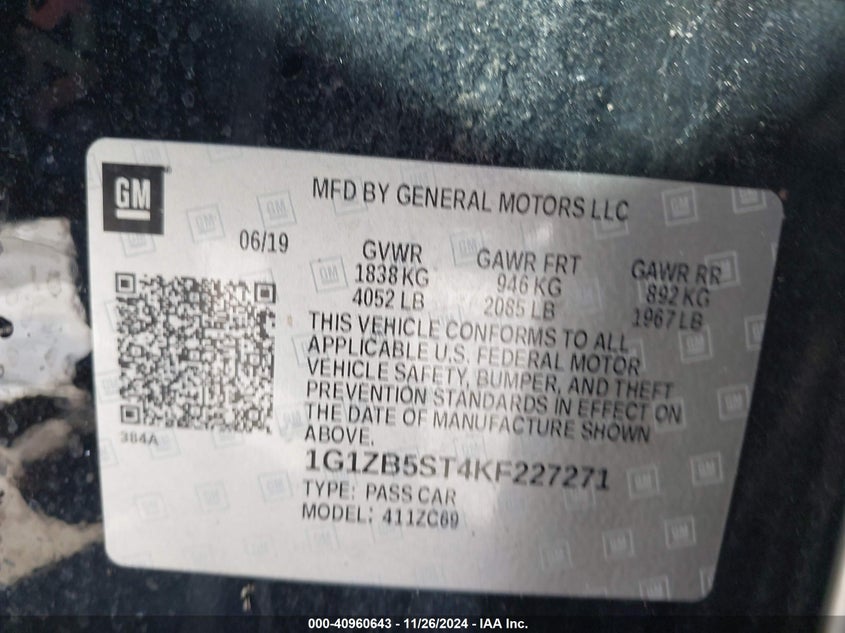 GM
MFD BY GENERAL MOTORS LLC
06/19
GVWR
1838 KG
4052 LB
GAWR FRT
946 KG
2085 LB
GAWR RR
892 KG
1967 LB
THIS VEHICLE CONFORMS TO ALL
APPLICABLE U.S. FEDERAL MOTOR
VEHICLE SAFETY, BUMPER, AND THEFT
PREVENTION STANDARDS IN EFFECT ON
THE DATE OF MANUFACTURE SHOWN
ABOVE.
384A
1G1ZB5ST4KF227271
TYPE: PASS CAR
MODEL: 411ZC69
000-40960643 - 11/26/2024 - IAA Inc.